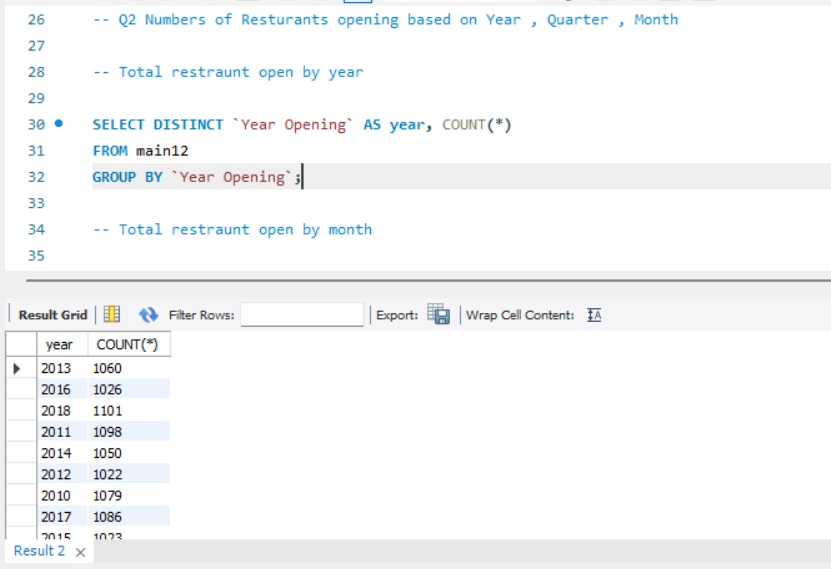 26 -- Q2 Numbers of Resturants opening based on Year , Quarter , Month
27
28 -- Total restraunt open by year
29
30 SELECT DISTINCT `Year Opening` AS year, COUNT(*)
31 FROM main12
32 GROUP BY `Year Opening`;
33
34 -- Total restraunt open by month
35
Result Grid Filter Rows: Export: Wrap Cell Content:
year COUNT(*)
2013 1060
2016 1026
2018 1101
2011 1098
2014 1050
2012 1022
2010 1079
2017 1086
2015 1023
Result 2